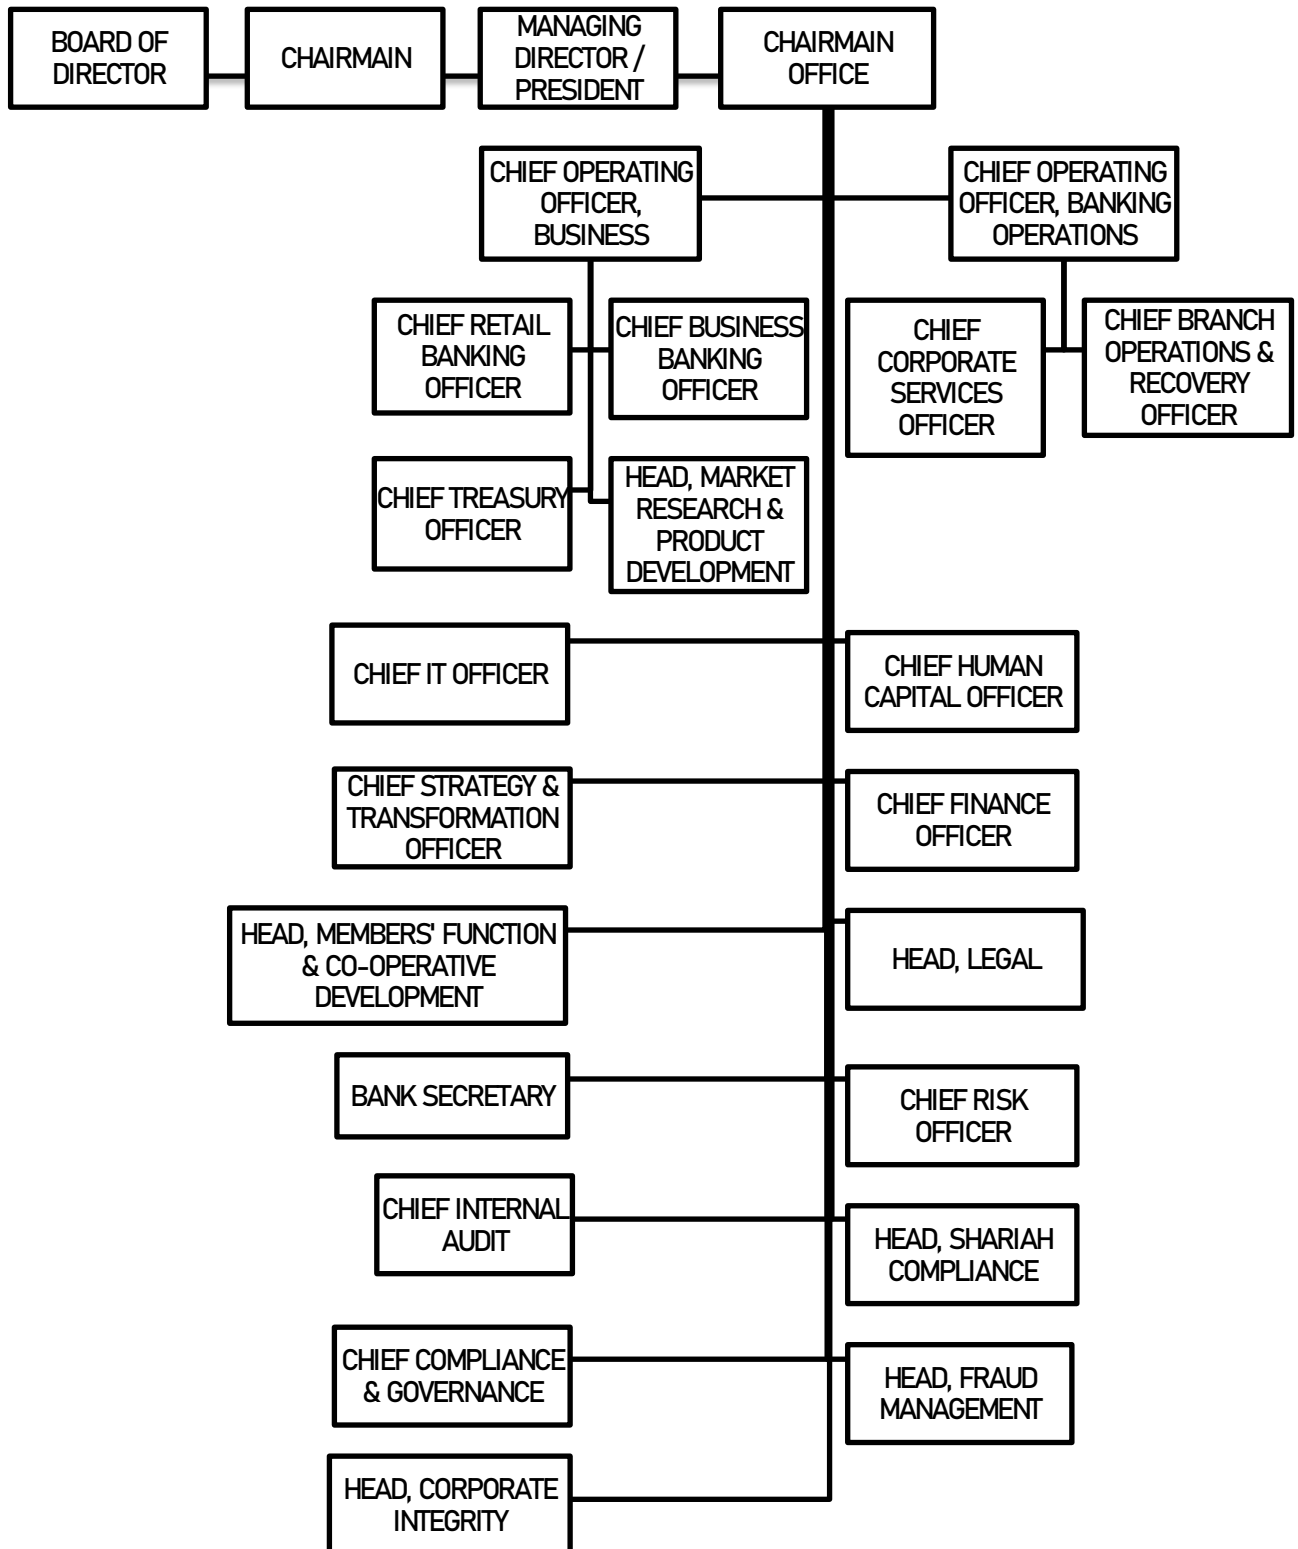 BOARD OF
DIRECTOR
CHAIRMAIN
MANAGING
DIRECTOR /
PRESIDENT
CHAIRMAIN
OFFICE
CHIEF OPERATING
OFFICER,
BUSINESS
CHIEF OPERATING
OFFICER, BANKING
OPERATIONS
CHIEF RETAIL
BANKING
OFFICER
CHIEF BUSINESS
BANKING
OFFICER
CHIEF
CORPORATE
SERVICES
OFFICER
CHIEF BRANCH
OPERATIONS &
RECOVERY
OFFICER
CHIEF TREASURY
OFFICER
HEAD, MARKET
RESEARCH &
PRODUCT
DEVELOPMENT
CHIEF IT OFFICER
CHIEF HUMAN
CAPITAL OFFICER
CHIEF STRATEGY &
TRANSFORMATION
OFFICER
CHIEF FINANCE
OFFICER
HEAD, MEMBERS' FUNCTION
& CO-OPERATIVE
DEVELOPMENT
HEAD, LEGAL
BANK SECRETARY
CHIEF RISK
OFFICER
CHIEF INTERNAL
AUDIT
HEAD, SHARIAH
COMPLIANCE
CHIEF COMPLIANCE
& GOVERNANCE
HEAD, FRAUD
MANAGEMENT
HEAD, CORPORATE
INTEGRITY